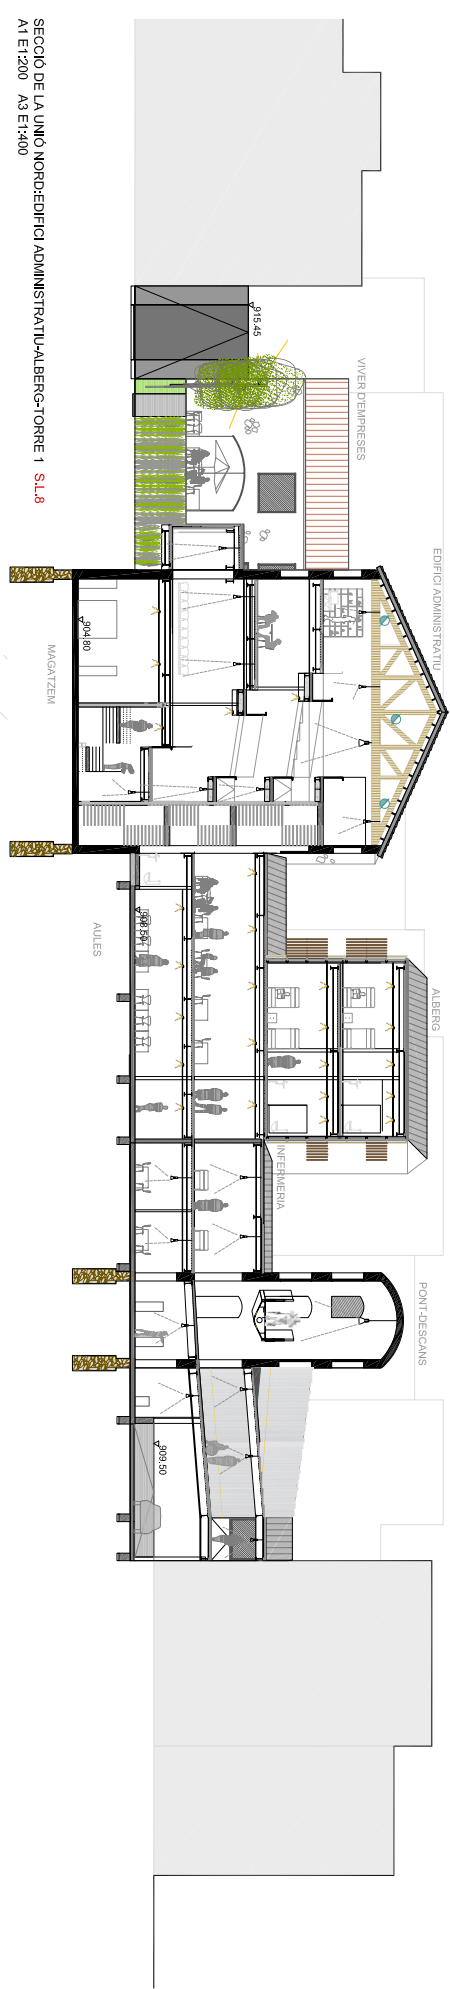 SECCIÓ DE LA UNIÓ NORD:EDIFICI ADMINISTRATIU-ALBERG-TORRE 1 S.L.8
A1 E1:200 A3 E1:400
915.45
VIVER D'EMPRESES
EDIFICI ADMINISTRATIU
904.80
MAGATZEM
AULES
908.50
ALBERG
INFERMERIA
PONT-DESCANS
909.50